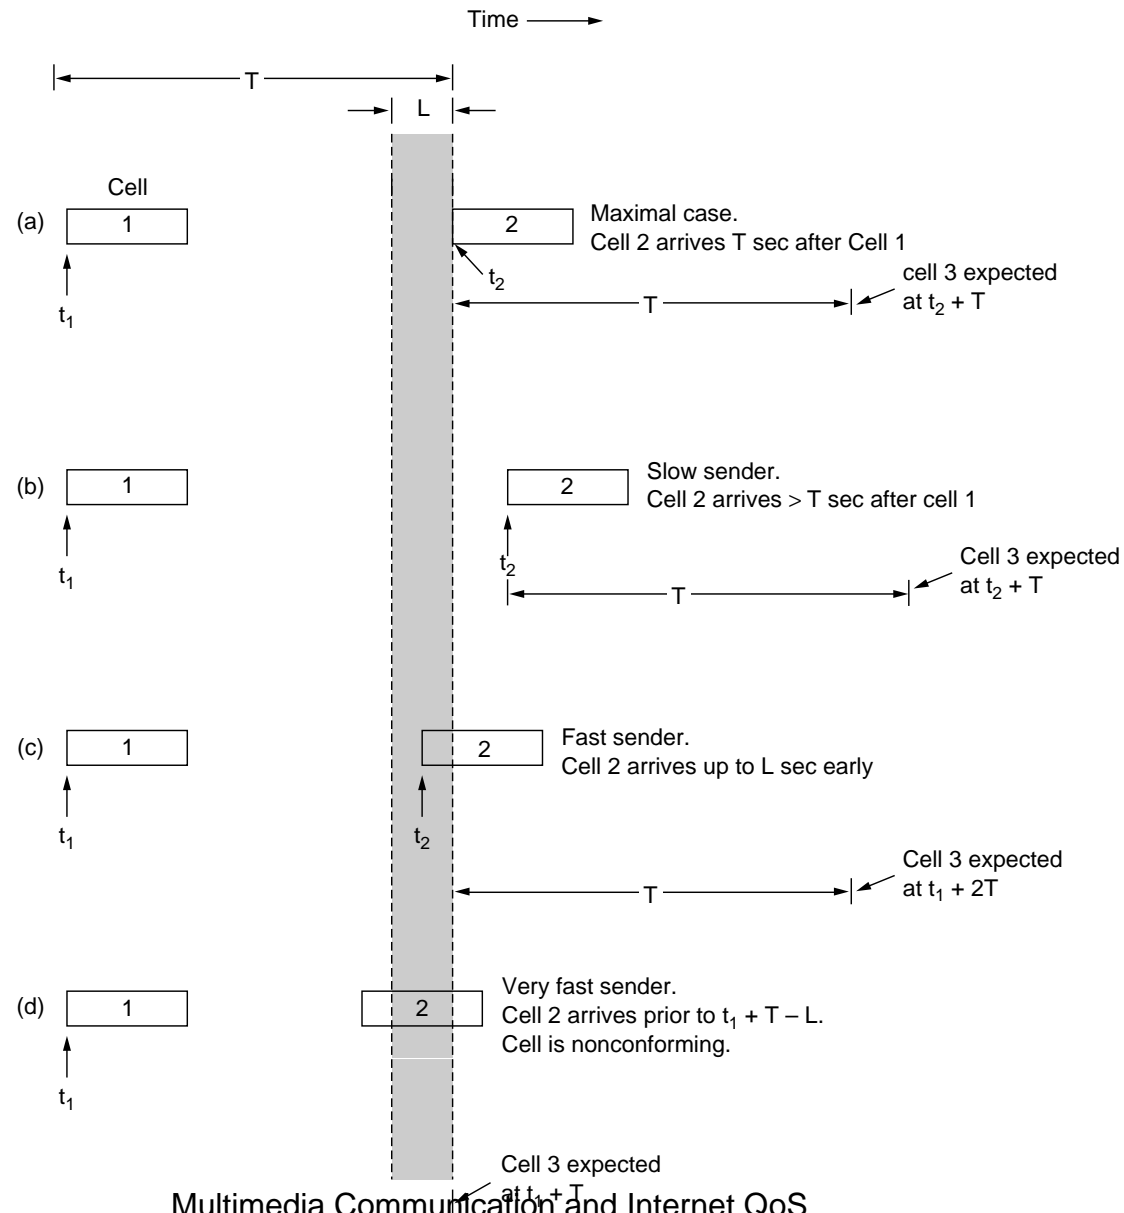 Time
T
L
Cell
(a)
1
2
Maximal case.
Cell 2 arrives T sec after Cell 1
t2
cell 3 expected
at t2 + T
T
t1
(b)
1
2
Slow sender.
Cell 2 arrives > T sec after cell 1
t1
t2
Cell 3 expected
at t2 + T
T
(c)
1
2
Fast sender.
Cell 2 arrives up to L sec early
t1
t2
Cell 3 expected
at t1 + 2T
T
(d)
1
2
Very fast sender.
Cell 2 arrives prior to t1 + T – L.
Cell is nonconforming.
t1
Cell 3 expected
at t1 + T
Multimedia Communication and Internet QoS